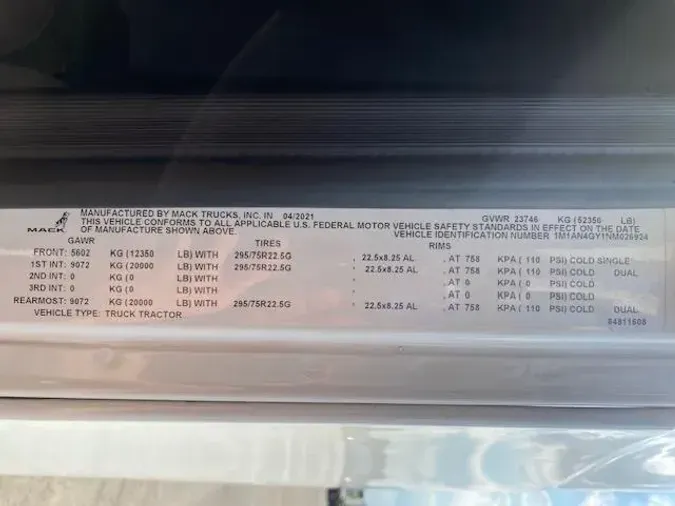 MANUFACTURED BY MACK TRUCKS, INC. IN 04/2021 GVWR 23746 KG (52356 LB)
THIS VEHICLE CONFORMS TO ALL APPLICABLE U.S. FEDERAL MOTOR VEHICLE SAFETY STANDARDS IN EFFECT ON THE DATE
MACK OF MANUFACTURE SHOWN ABOVE. VEHICLE IDENTIFICATION NUMBER 1M1AN4GY1NM026924
GAWR TIRES RIMS
FRONT: 5602 KG (12350 LB) WITH 295/75R22.5G , 22.5x8.25 AL , AT 758 KPA ( 110 PSI) COLD SINGLE
1ST INT: 9072 KG (20000 LB) WITH 295/75R22.5G , 22.5x8.25 AL , AT 758 KPA ( 110 PSI) COLD DUAL
2ND INT: 0 KG (0 LB) WITH , , AT 0 KPA ( 0 PSI) COLD
3RD INT: 0 KG (0 LB) WITH , , AT 0 KPA ( 0 PSI) COLD
REARMOST: 9072 KG (20000 LB) WITH 295/75R22.5G , 22.5x8.25 AL , AT 758 KPA ( 110 PSI) COLD DUAL
VEHICLE TYPE: TRUCK TRACTOR 84811608